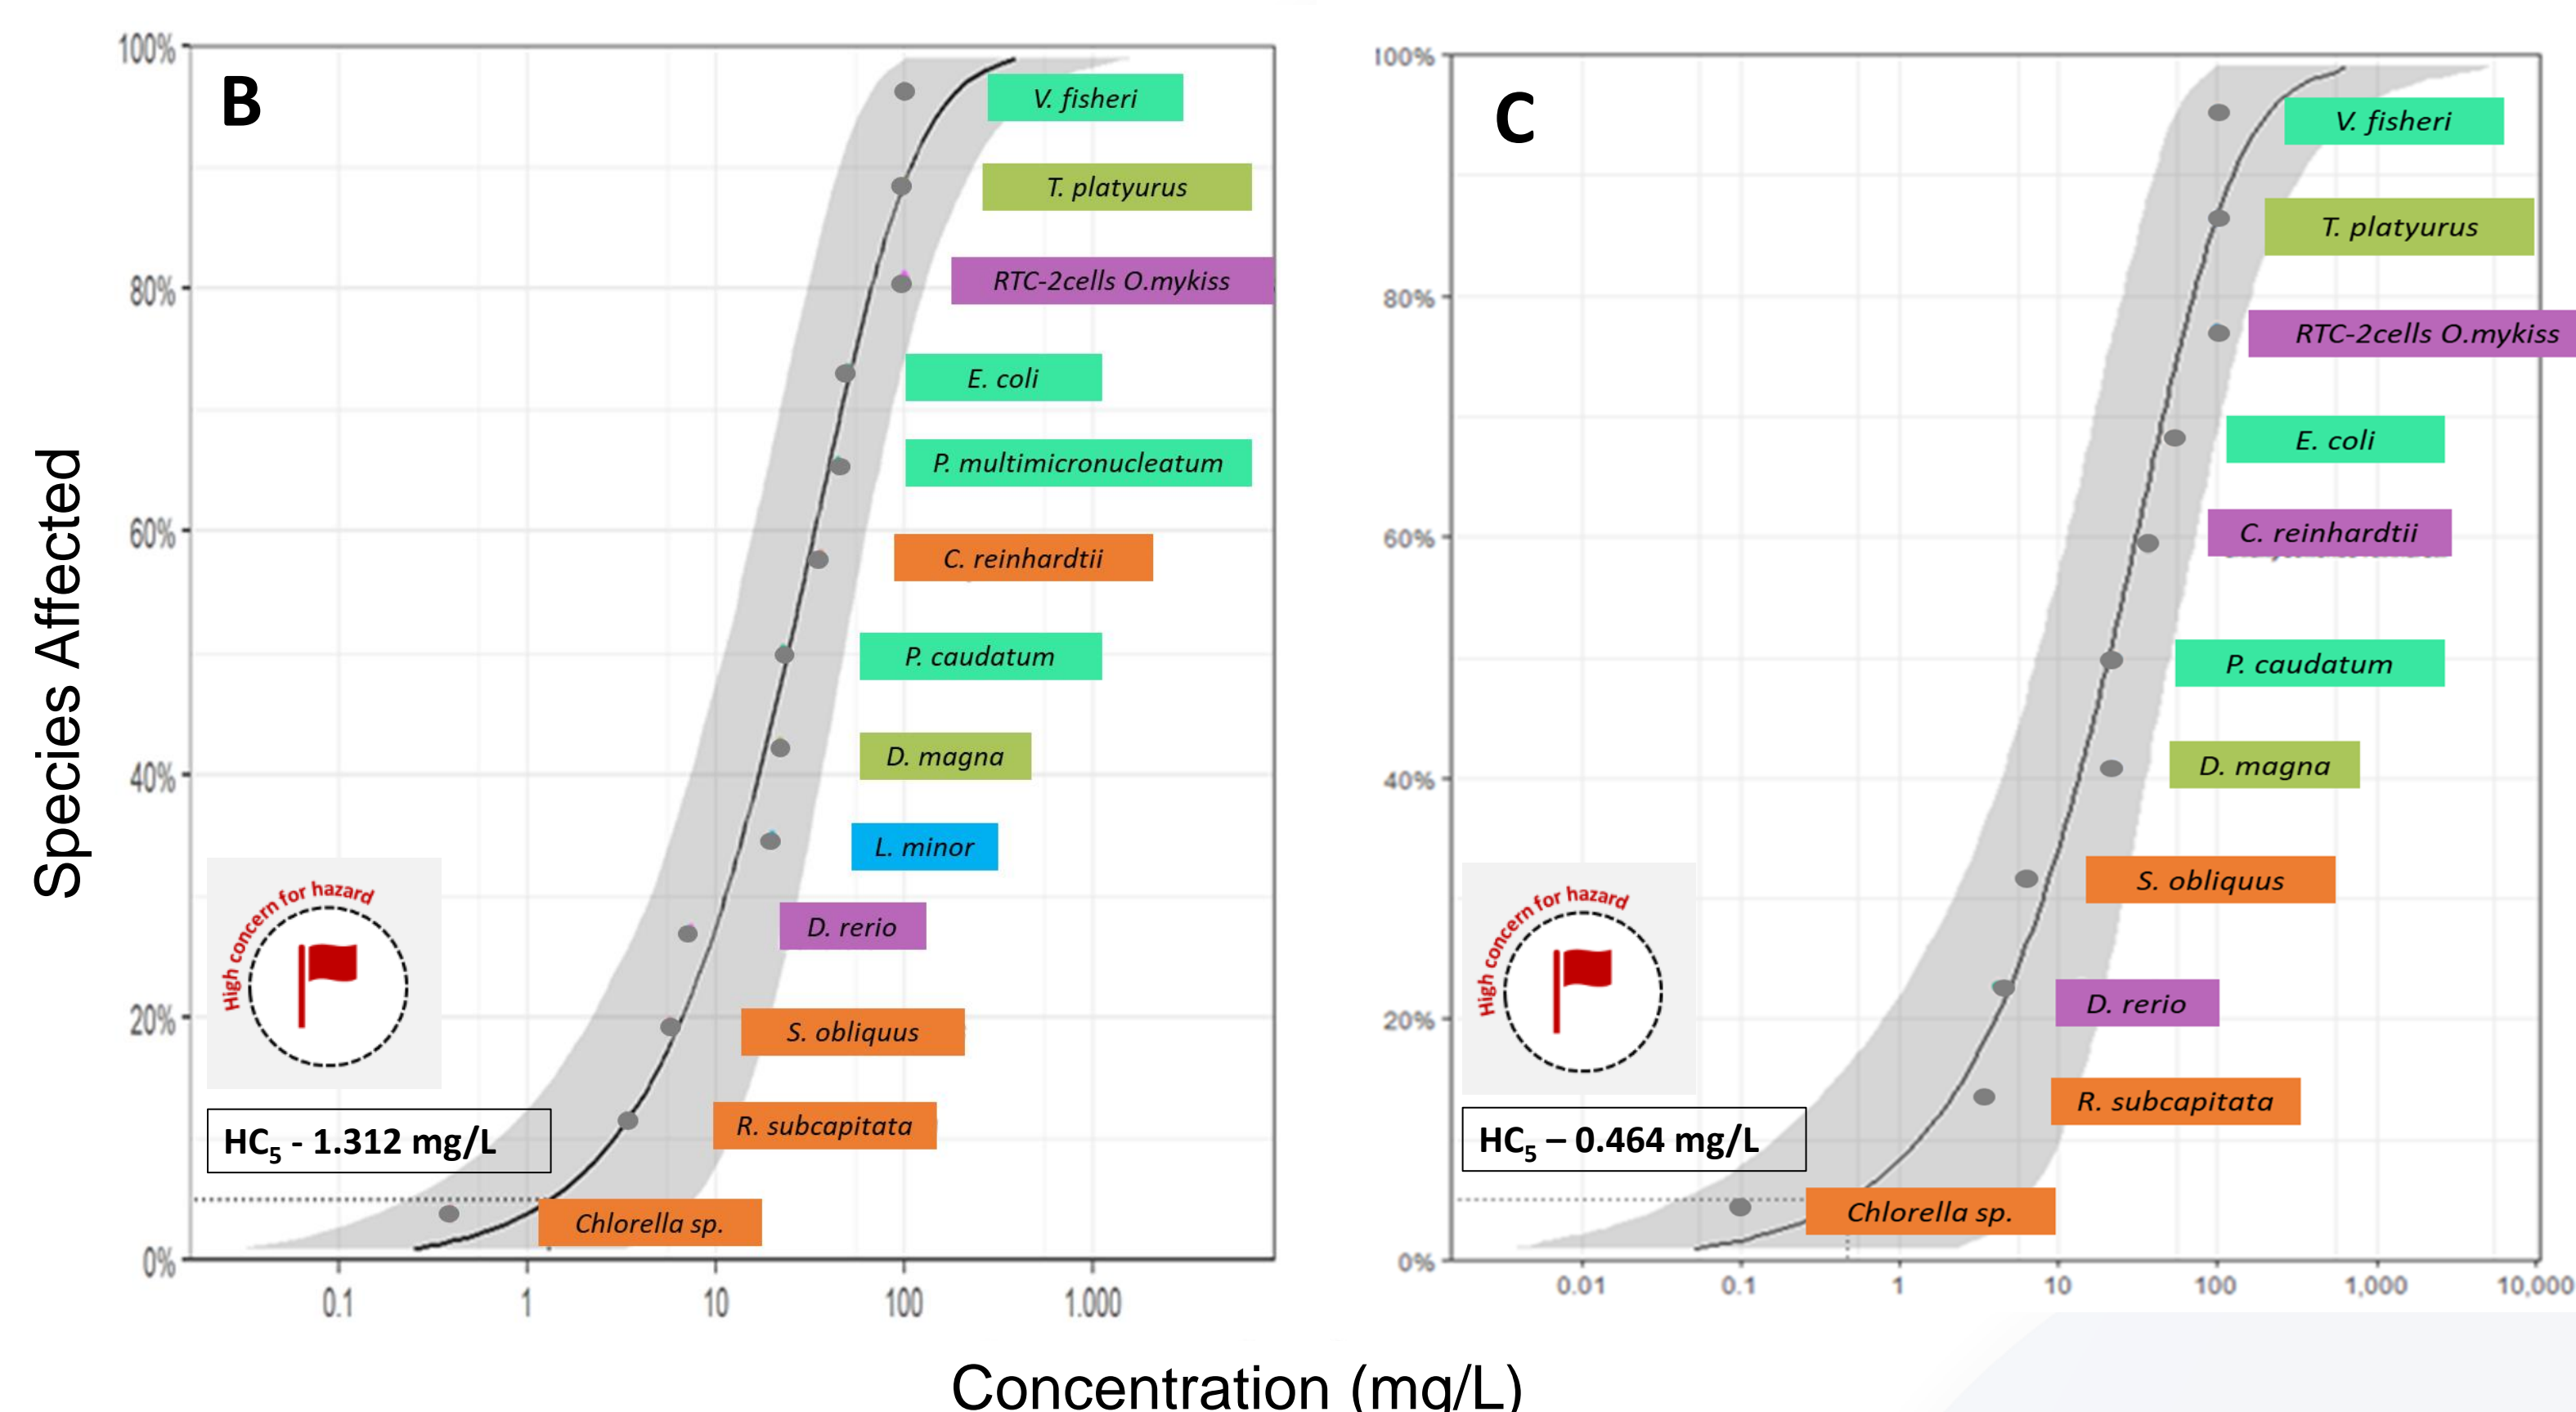 B
Species Affected
100%
80%
60%
40%
20%
0%
V. fisheri
T. platyurus
RTC-2cells O.mykiss
E. coli
P. multimicronucleatum
C. reinhardtii
P. caudatum
D. magna
L. minor
D. rerio
S. obliquus
R. subcapitata
Chlorella sp.
High concern for hazard
HC5 - 1.312 mg/L
0.1 1 10 100 1.000
C
100%
80%
60%
40%
20%
0%
V. fisheri
T. platyurus
RTC-2cells O.mykiss
E. coli
C. reinhardtii
P. caudatum
D. magna
S. obliquus
D. rerio
R. subcapitata
Chlorella sp.
High concern for hazard
HC5 – 0.464 mg/L
0.01 0.1 1 10 100 1,000 10,000
Concentration (mg/L)